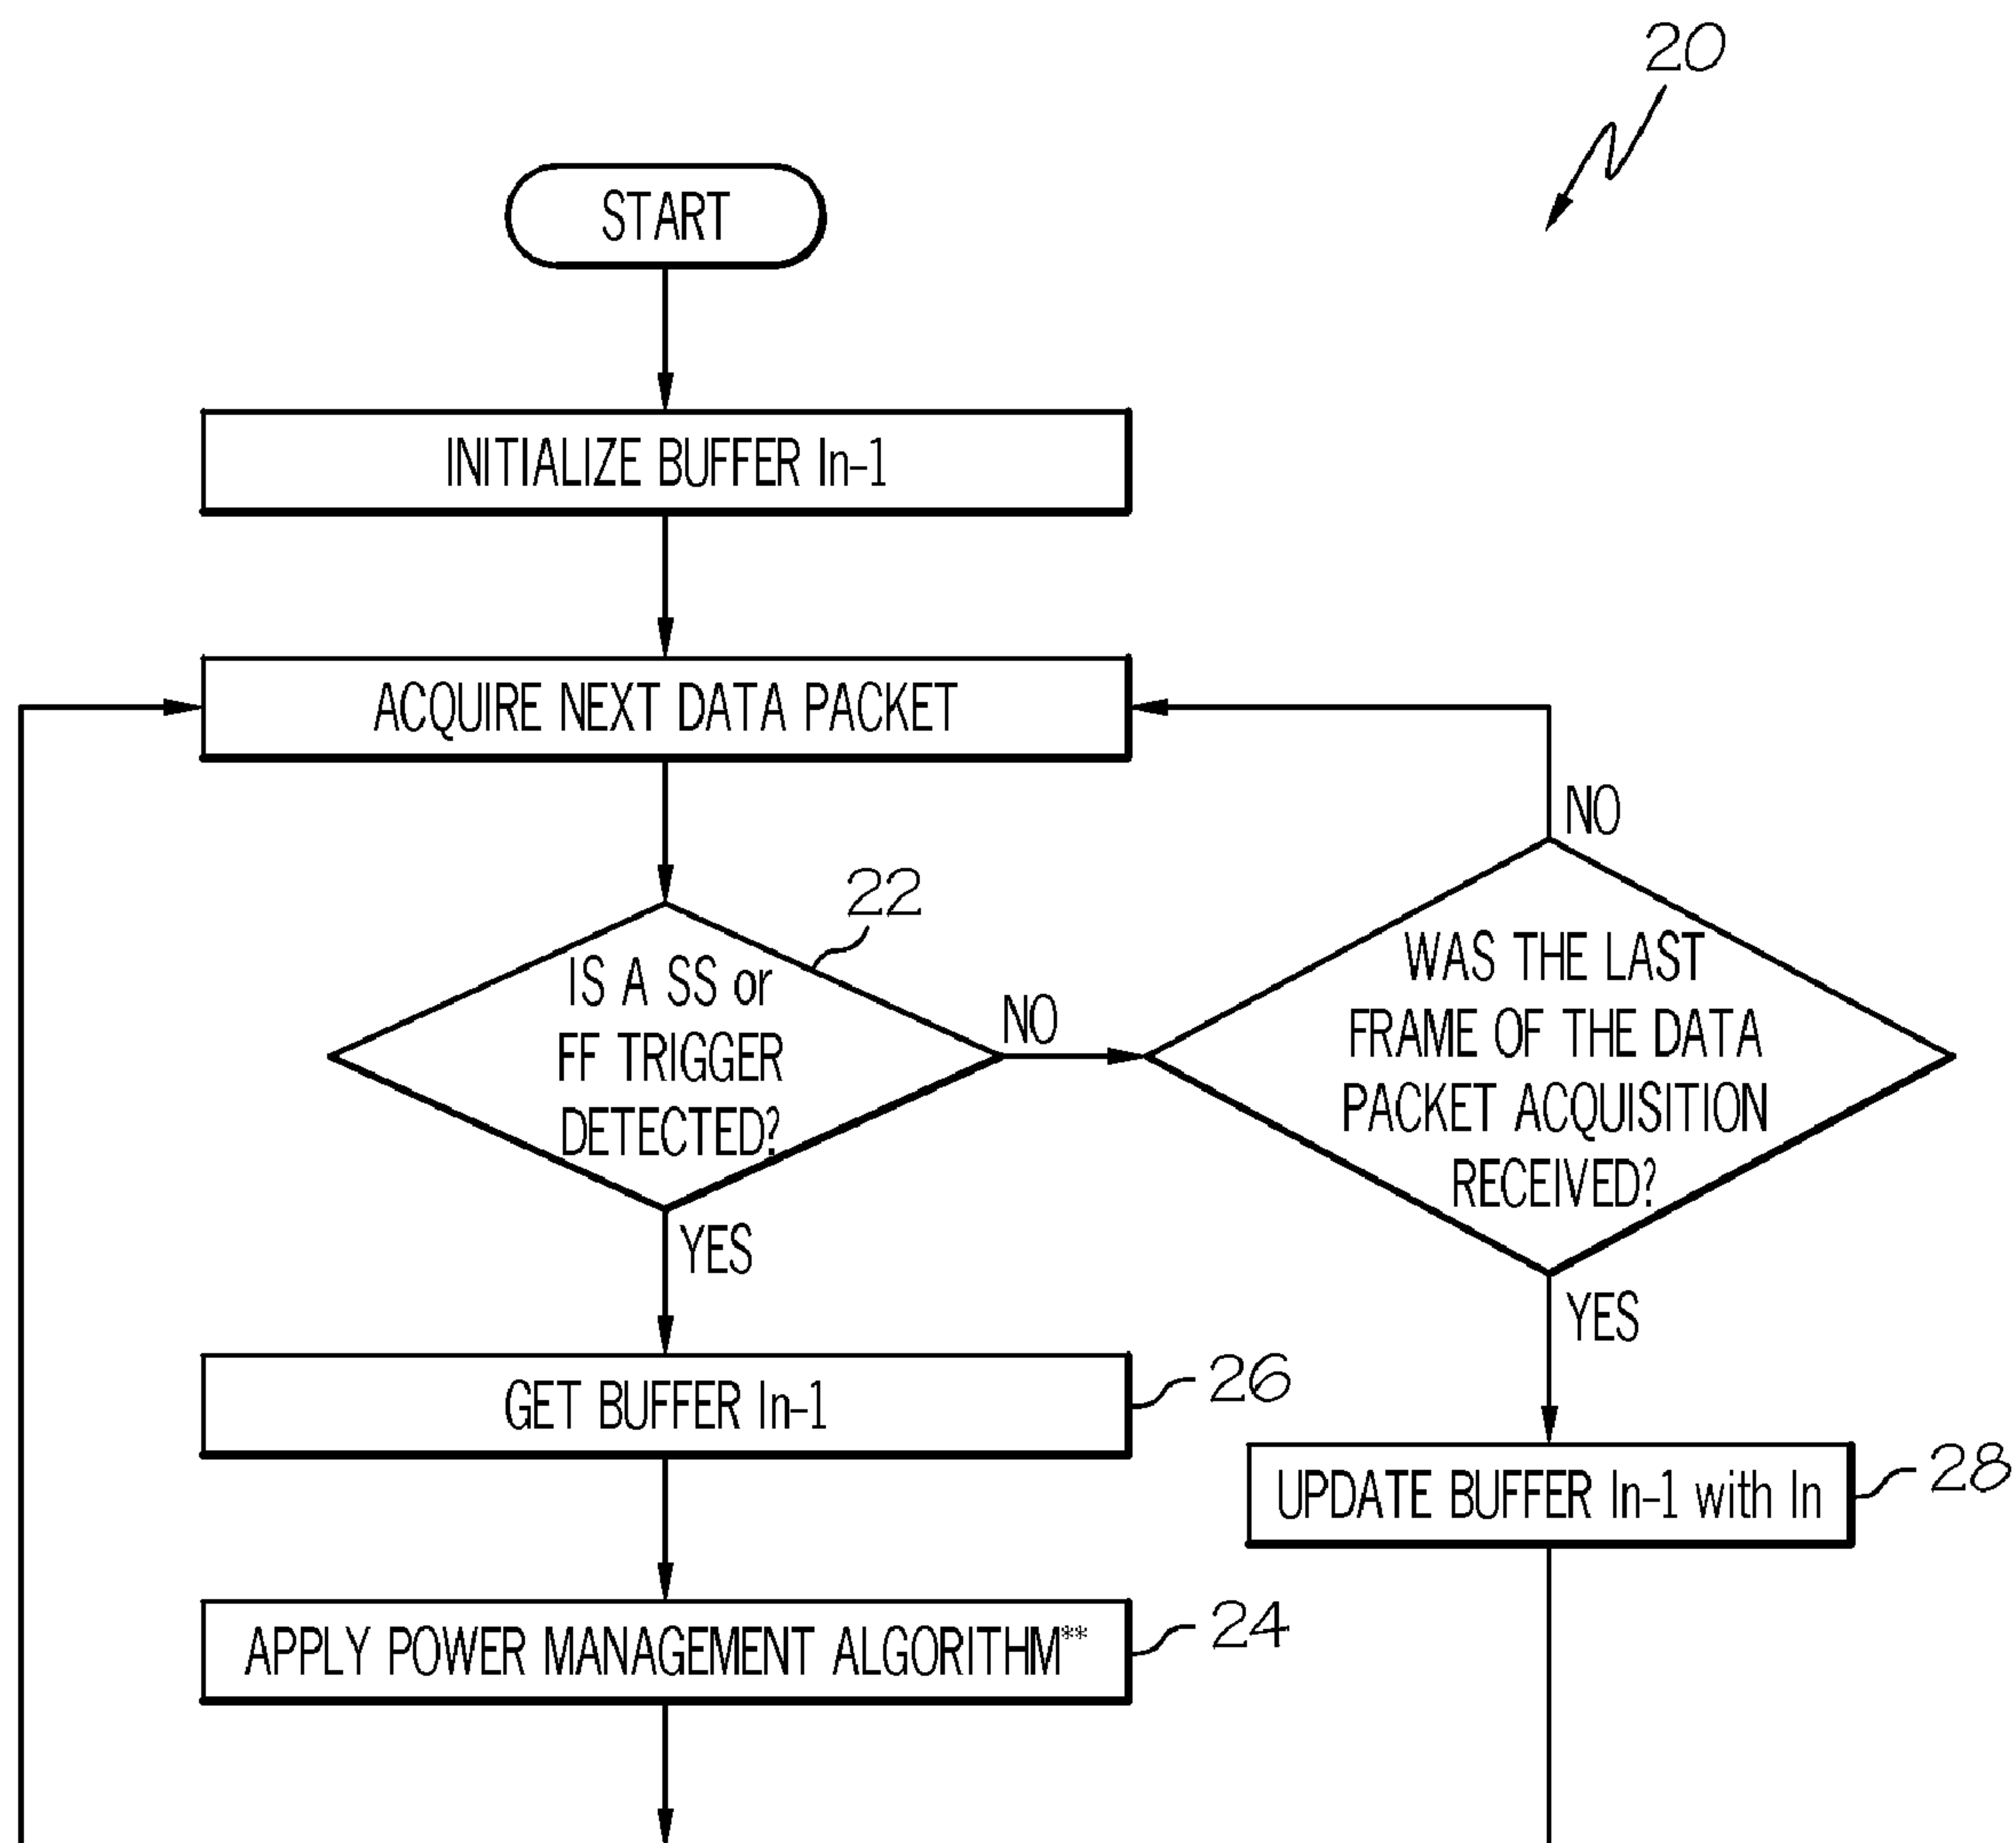 20
START
INITIALIZE BUFFER In-1
ACQUIRE NEXT DATA PACKET
NO
22
IS A SS or
FF TRIGGER
DETECTED?
NO
WAS THE LAST
FRAME OF THE DATA
PACKET ACQUISITION
RECEIVED?
YES
YES
GET BUFFER In-1
26
UPDATE BUFFER In-1 with In
28
APPLY POWER MANAGEMENT ALGORITHM**
24